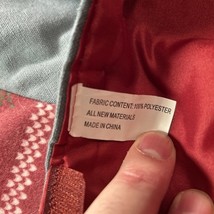 FABRIC CONTENT: 100% POLYESTER
ALL NEW MATERIALS
MADE IN CHINA